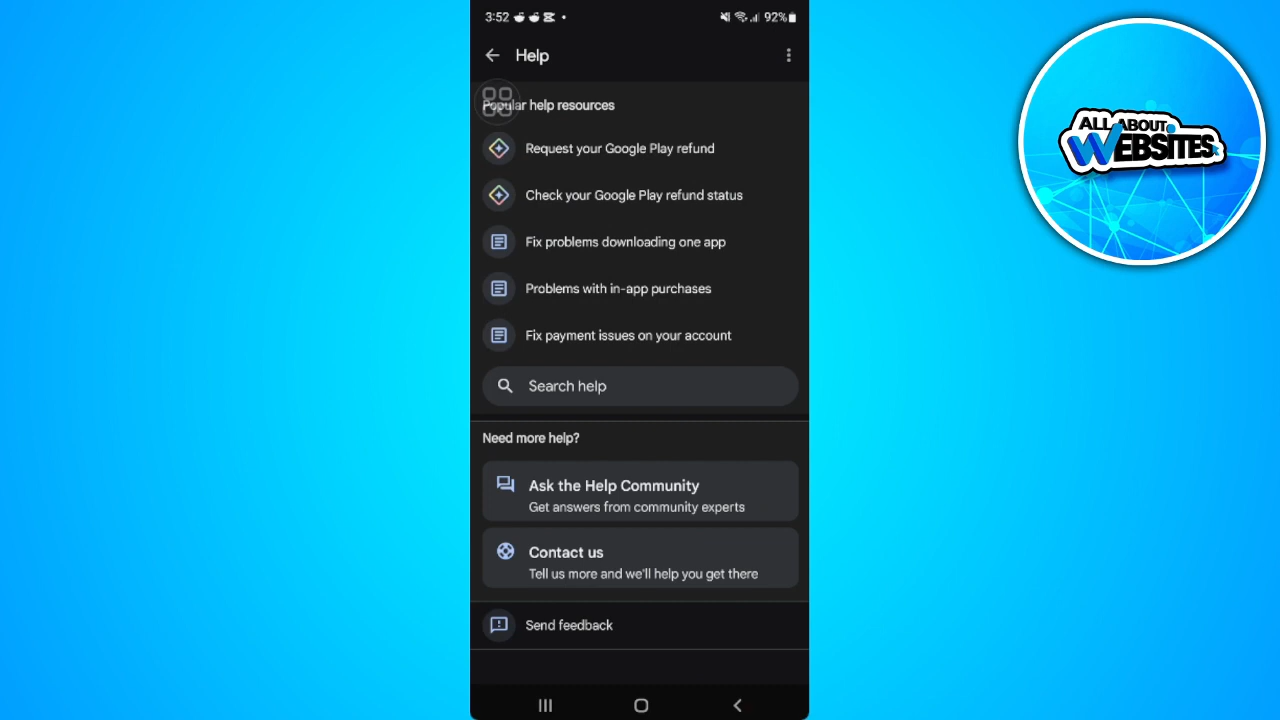 3:52
92%
Help
Popular help resources
Request your Google Play refund
Check your Google Play refund status
Fix problems downloading one app
Problems with in-app purchases
Fix payment issues on your account
Search help
Need more help?
Ask the Help Community
Get answers from community experts
Contact us
Tell us more and we'll help you get there
Send feedback
ALL ABOUT
WEBSITES